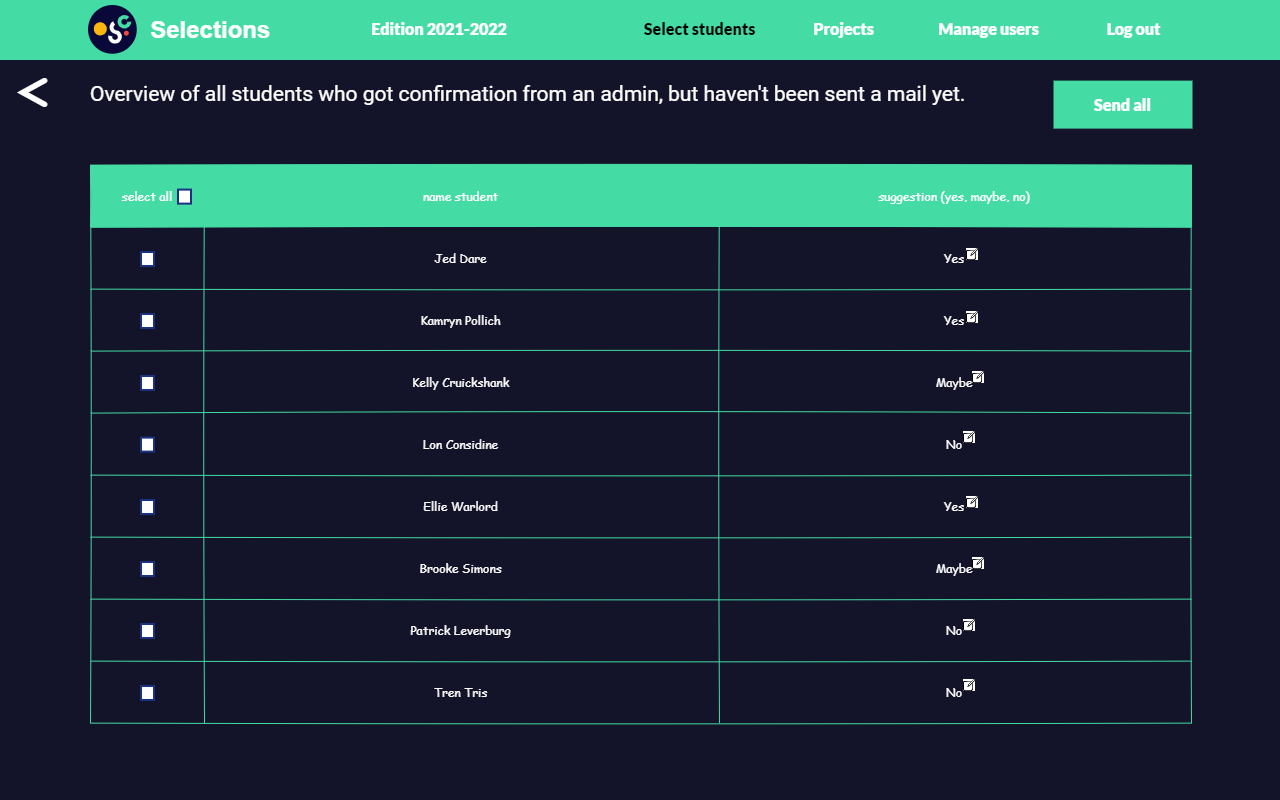 Selections Edition 2021-2022 Select students Projects Manage users Log out
Overview of all students who got confirmation from an admin, but haven't been sent a mail yet.
Send all
select all name student suggestion (yes, maybe, no)
Jed Dare Yes
Kamryn Pollich Yes
Kelly Cruickshank Maybe
Lon Considine No
Ellie Warlord Yes
Brooke Simons Maybe
Patrick Leverburg No
Tren Tris No